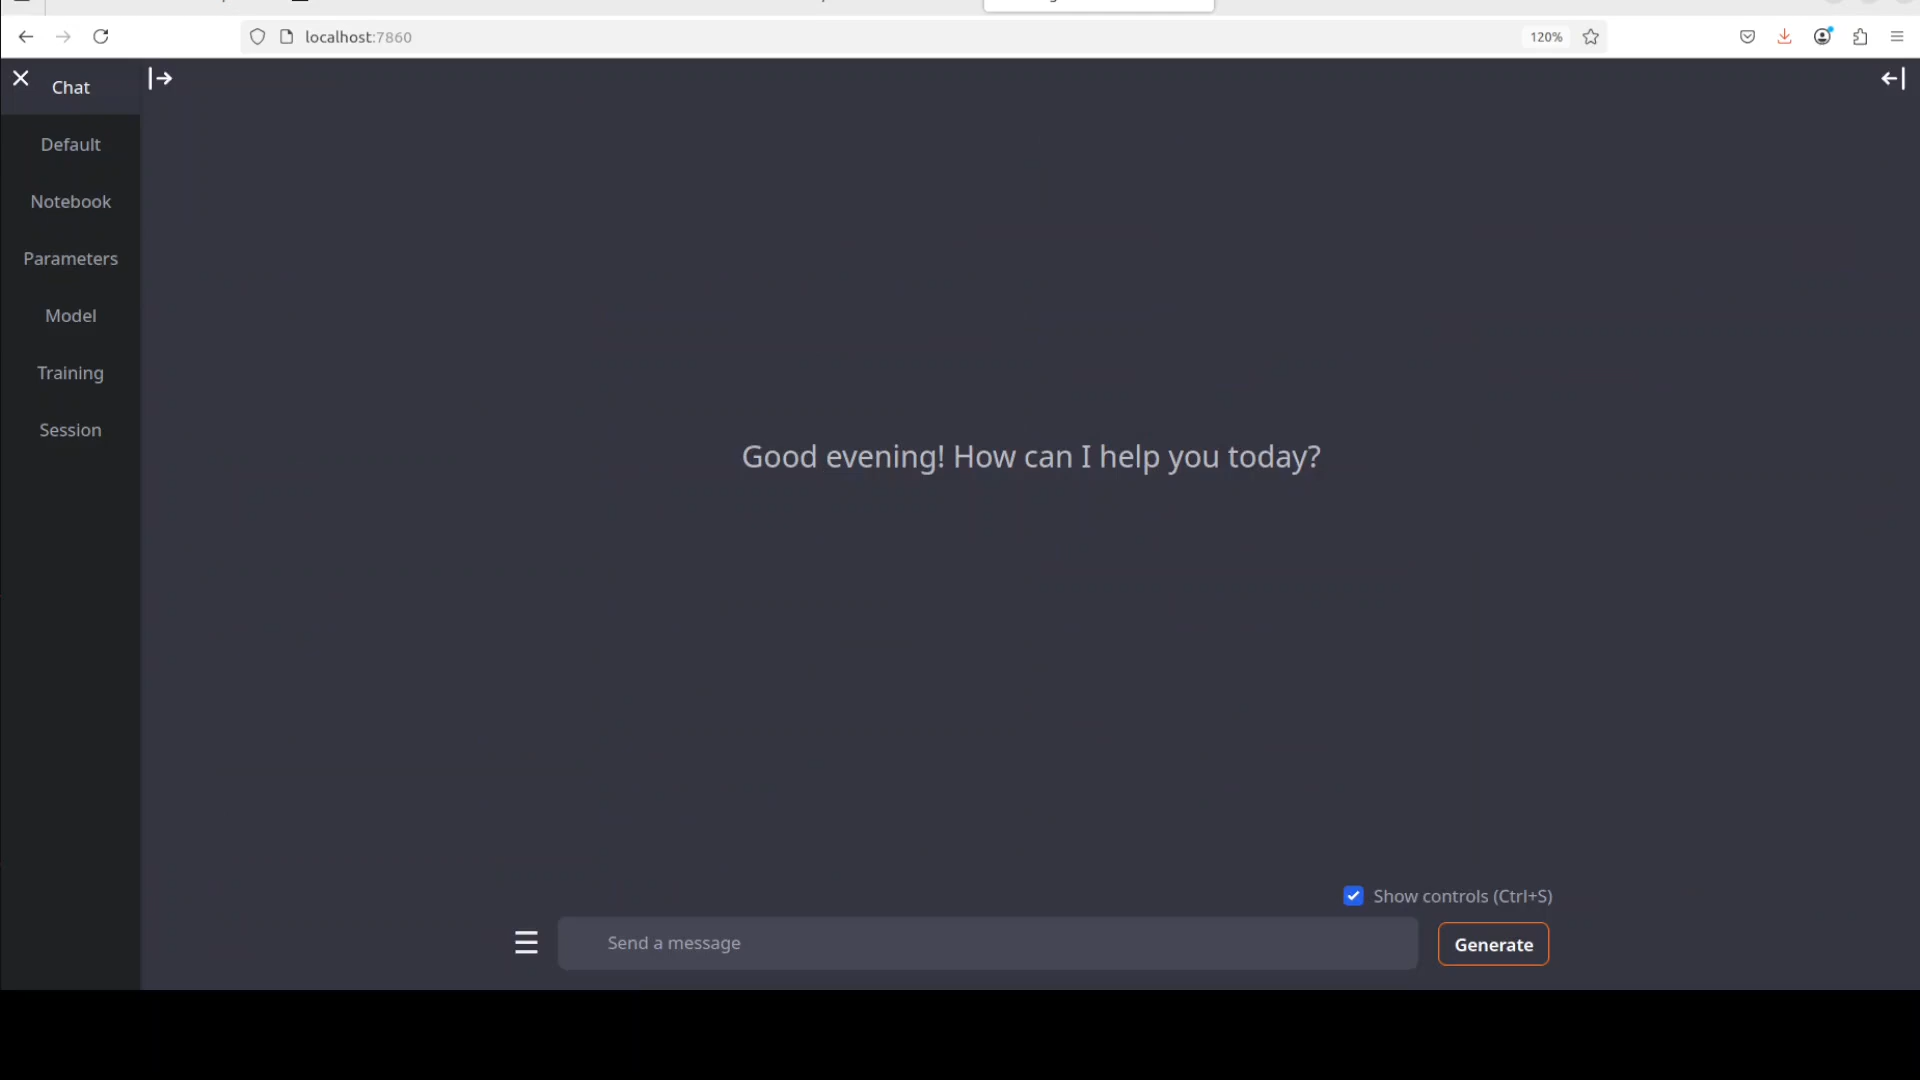 localhost:7860
120%
Chat
Default
Notebook
Parameters
Model
Training
Session
Good evening! How can I help you today?
Show controls (Ctrl+S)
Send a message
Generate